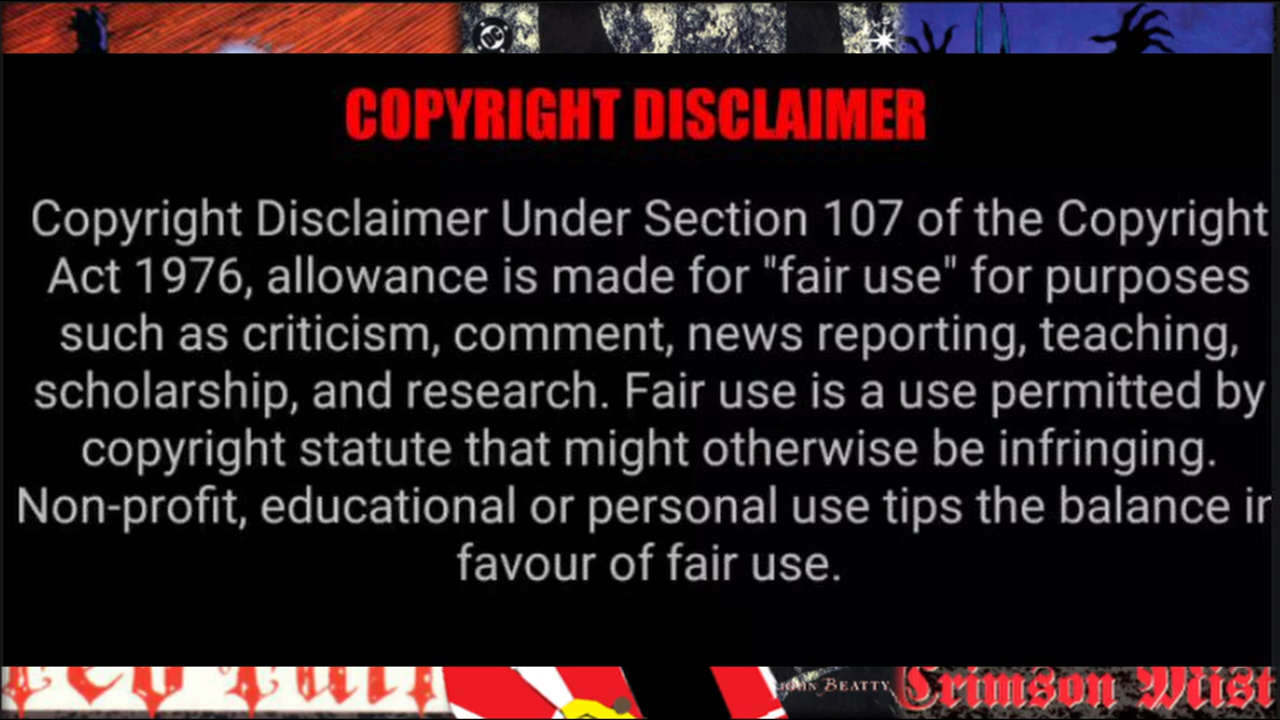 DC
COPYRIGHT DISCLAIMER
Copyright Disclaimer Under Section 107 of the Copyright
Act 1976, allowance is made for "fair use" for purposes
such as criticism, comment, news reporting, teaching,
scholarship, and research. Fair use is a use permitted by
copyright statute that might otherwise be infringing.
Non-profit, educational or personal use tips the balance in
favour of fair use.
BEATTY
Crimson Mist